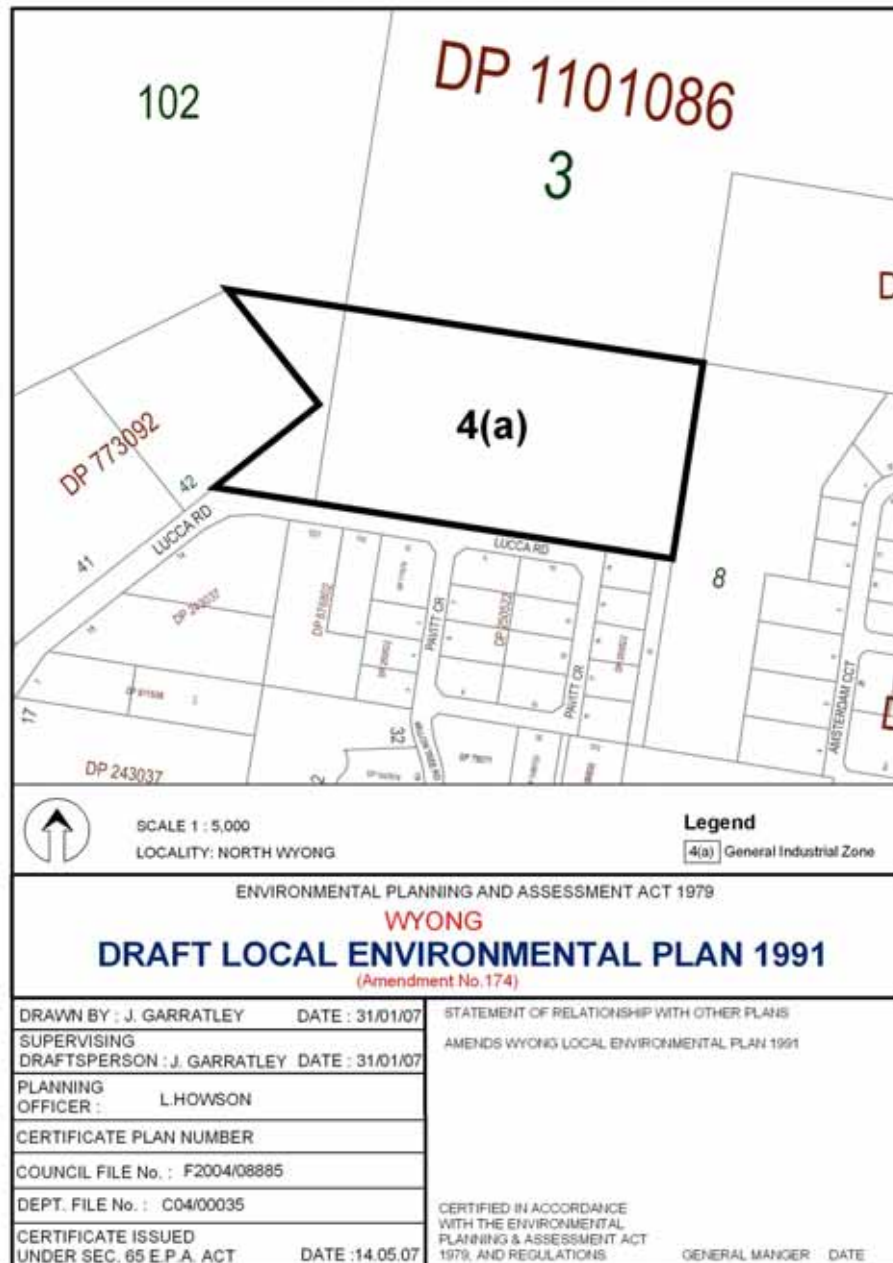 102
DP 1101086
3
D
4(a)
DP 773092
42
LUCCA RD
41
LUCCA RD
8
DP 243037
DP 250522
PAVITT CR
PAVITT CR
AMSTERDAM CCT
D
17
32
DP 243037
2
SCALE 1 : 5,000
LOCALITY: NORTH WYONG
Legend
4(a) General Industrial Zone
ENVIRONMENTAL PLANNING AND ASSESSMENT ACT 1979
WYONG
DRAFT LOCAL ENVIRONMENTAL PLAN 1991
(Amendment No.174)
DRAWN BY : J. GARRATLEY DATE : 31/01/07
SUPERVISING
DRAFTSPERSON : J. GARRATLEY DATE : 31/01/07
PLANNING
OFFICER : L.HOWSON
CERTIFICATE PLAN NUMBER
COUNCIL FILE No. : F2004/08885
DEPT. FILE No. : C04/00035
CERTIFICATE ISSUED
UNDER SEC. 65 E.P.A. ACT DATE :14.05.07
STATEMENT OF RELATIONSHIP WITH OTHER PLANS
AMENDS WYONG LOCAL ENVIRONMENTAL PLAN 1991
CERTIFIED IN ACCORDANCE
WITH THE ENVIRONMENTAL
PLANNING & ASSESSMENT ACT
1979, AND REGULATIONS GENERAL MANGER DATE